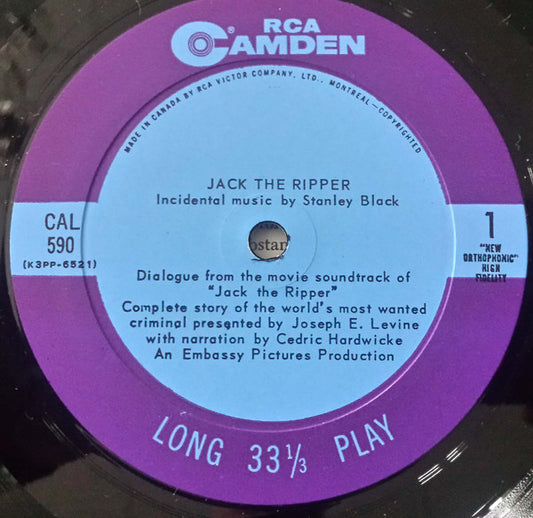 RCA
CAMDEN
®
MADE IN CANADA BY RCA VICTOR COMPANY, LTD., MONTREAL—COPYRIGHTED
JACK THE RIPPER
Incidental music by Stanley Black
CAL
590
(K3PP-6521)
1
"NEW
ORTHOPHONIC"
HIGH
FIDELITY
Dialogue from the movie soundtrack of
"Jack the Ripper"
Complete story of the world's most wanted
criminal presented by Joseph E. Levine
with narration by Cedric Hardwicke
An Embassy Pictures Production
LONG 33 1/3 PLAY